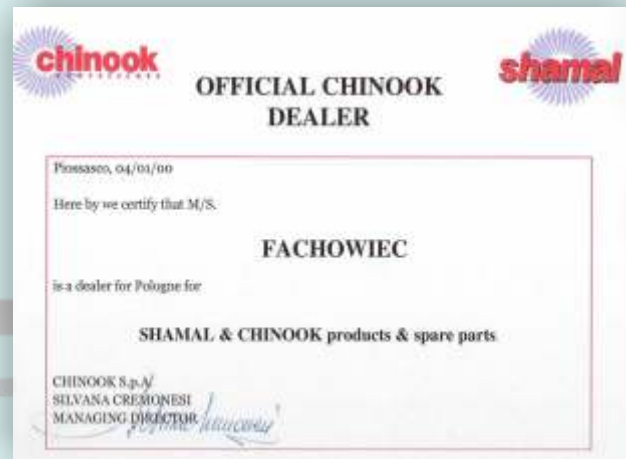 chinook
shamal
OFFICIAL CHINOOK
DEALER
Piossasco, 04/01/00
Here by we certify that M/S.
FACHOWIEC
is a dealer for Pologne for
SHAMAL & CHINOOK products & spare parts
CHINOOK S.p.A
SILVANA CREMONESI
MANAGING DIRECTOR